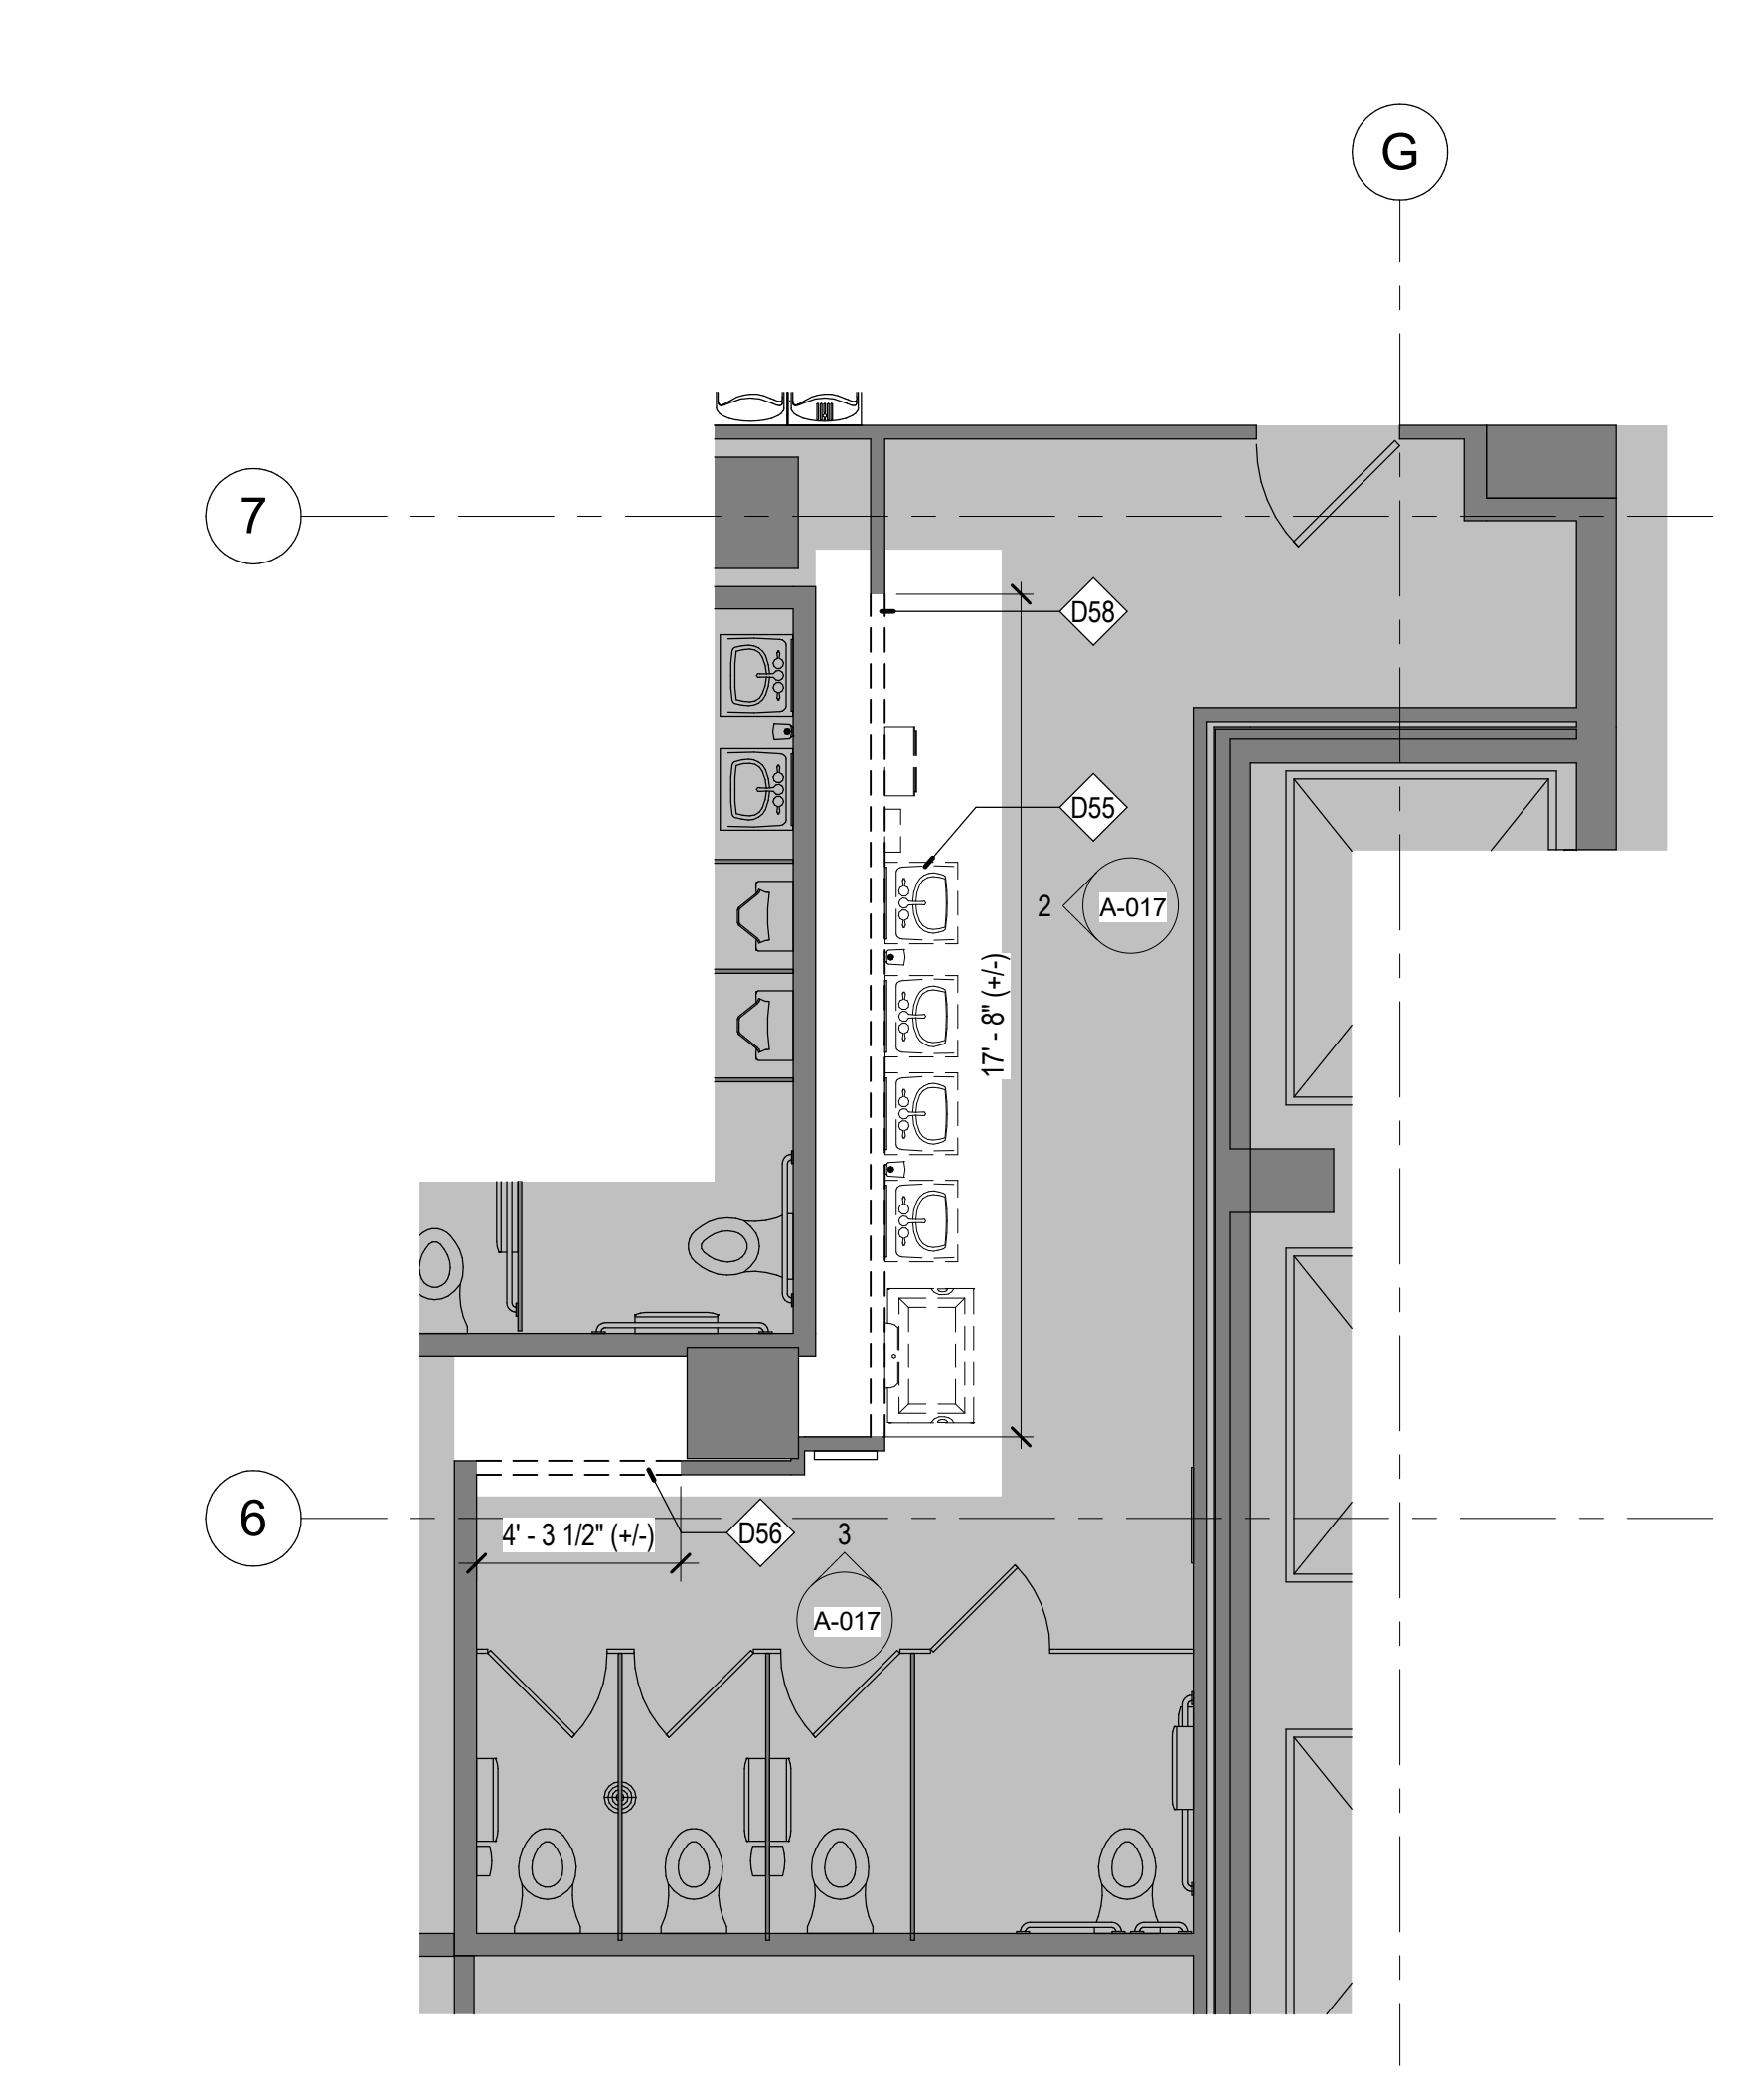 G
7
D58
D55
2
A-017
17' - 8" (+/-)
6
4' - 3 1/2" (+/-)
D56
3
A-017